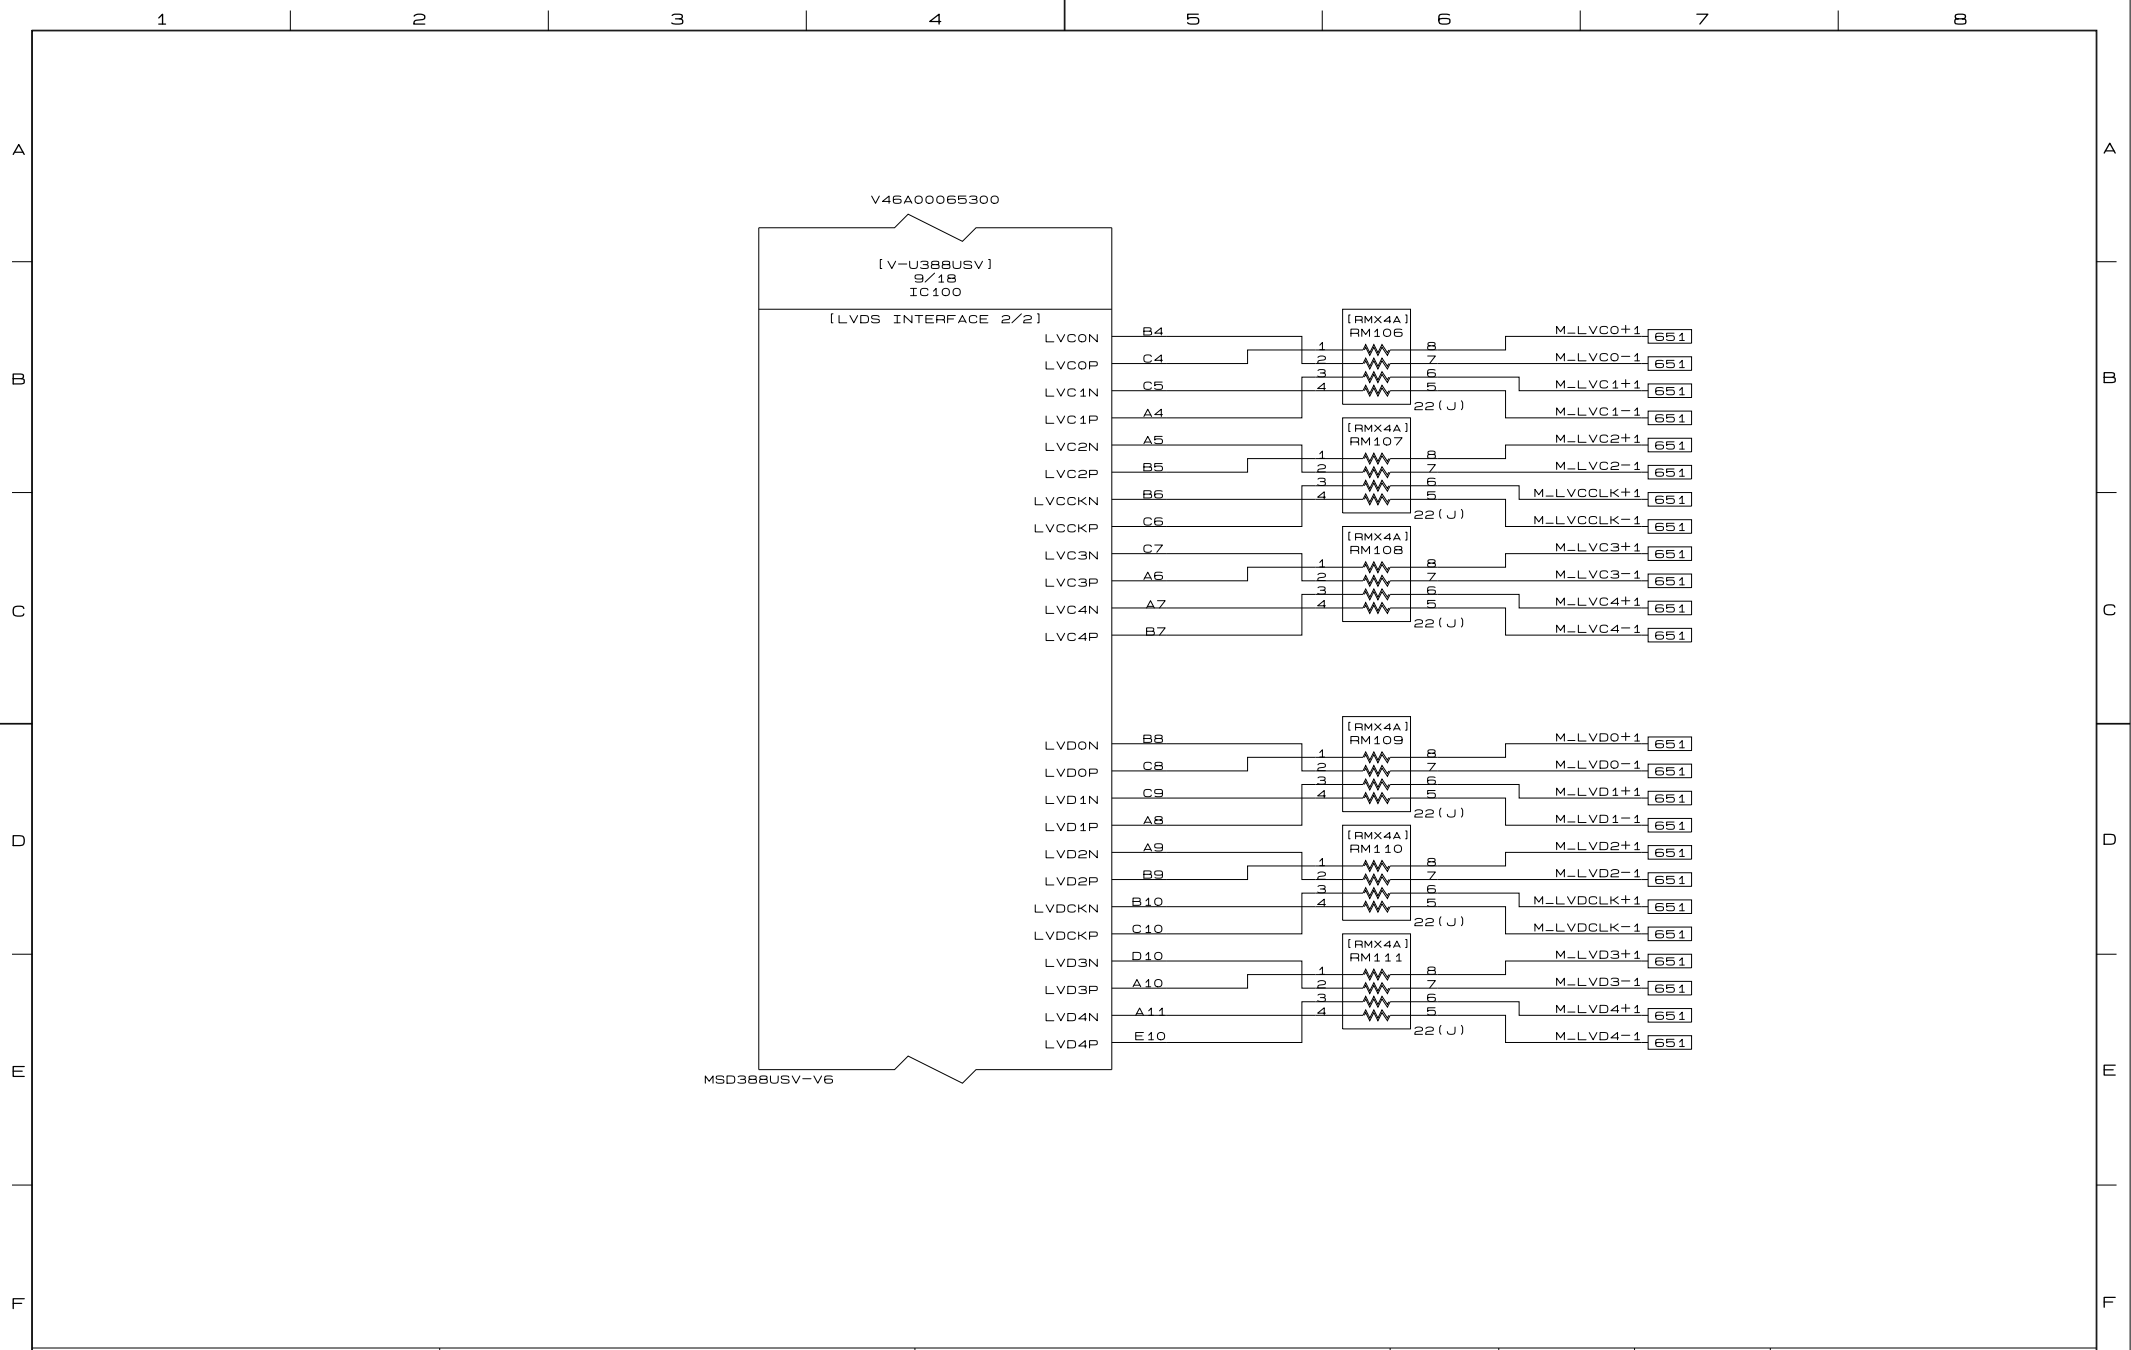 1 2 3 4 5 6 7 8
A A
V46A00065300
[V-U388USV]
9/18
IC100
[LVDS INTERFACE 2/2]
[RMX4A]
RM106
LVC0N B4 1 8 M_LVC0+1 651
LVC0P C4 2 7 M_LVC0-1 651
B B
LVC1N C5 3 6 M_LVC1+1 651
LVC1P A4 4 5 M_LVC1-1 651
22(J)
[RMX4A]
RM107
LVC2N A5 1 8 M_LVC2+1 651
LVC2P B5 2 7 M_LVC2-1 651
LVCCKN B6 3 6 M_LVCCLK+1 651
LVCCKP C6 4 5 M_LVCCLK-1 651
22(J)
[RMX4A]
RM108
LVC3N C7 1 8 M_LVC3+1 651
LVC3P A6 2 7 M_LVC3-1 651
C C
LVC4N A7 3 6 M_LVC4+1 651
LVC4P B7 4 5 M_LVC4-1 651
22(J)
[RMX4A]
RM109
LVD0N B8 1 8 M_LVD0+1 651
LVD0P C8 2 7 M_LVD0-1 651
LVD1N C9 3 6 M_LVD1+1 651
LVD1P A8 4 5 M_LVD1-1 651
22(J)
D D
[RMX4A]
RM110
LVD2N A9 1 8 M_LVD2+1 651
LVD2P B9 2 7 M_LVD2-1 651
LVDCKN B10 3 6 M_LVDCLK+1 651
LVDCKP C10 4 5 M_LVDCLK-1 651
22(J)
[RMX4A]
RM111
LVD3N D10 1 8 M_LVD3+1 651
LVD3P A10 2 7 M_LVD3-1 651
LVD4N A11 3 6 M_LVD4+1 651
LVD4P E10 4 5 M_LVD4-1 651
22(J)
E E
MSD388USV-V6
F F